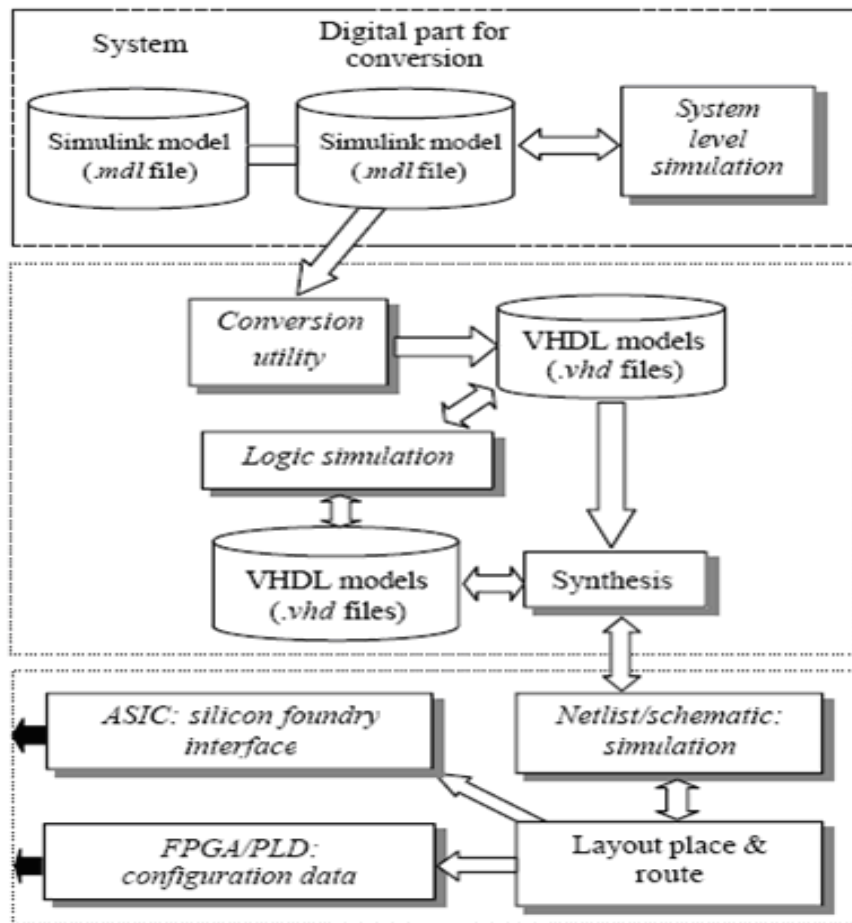 System
Digital part for
conversion
Simulink model
(.mdl file)
Simulink model
(.mdl file)
System
level
simulation
Conversion
utility
VHDL models
(.vhd files)
Logic simulation
VHDL models
(.vhd files)
Synthesis
ASIC: silicon foundry
interface
Netlist/schematic:
simulation
FPGA/PLD:
configuration data
Layout place &
route